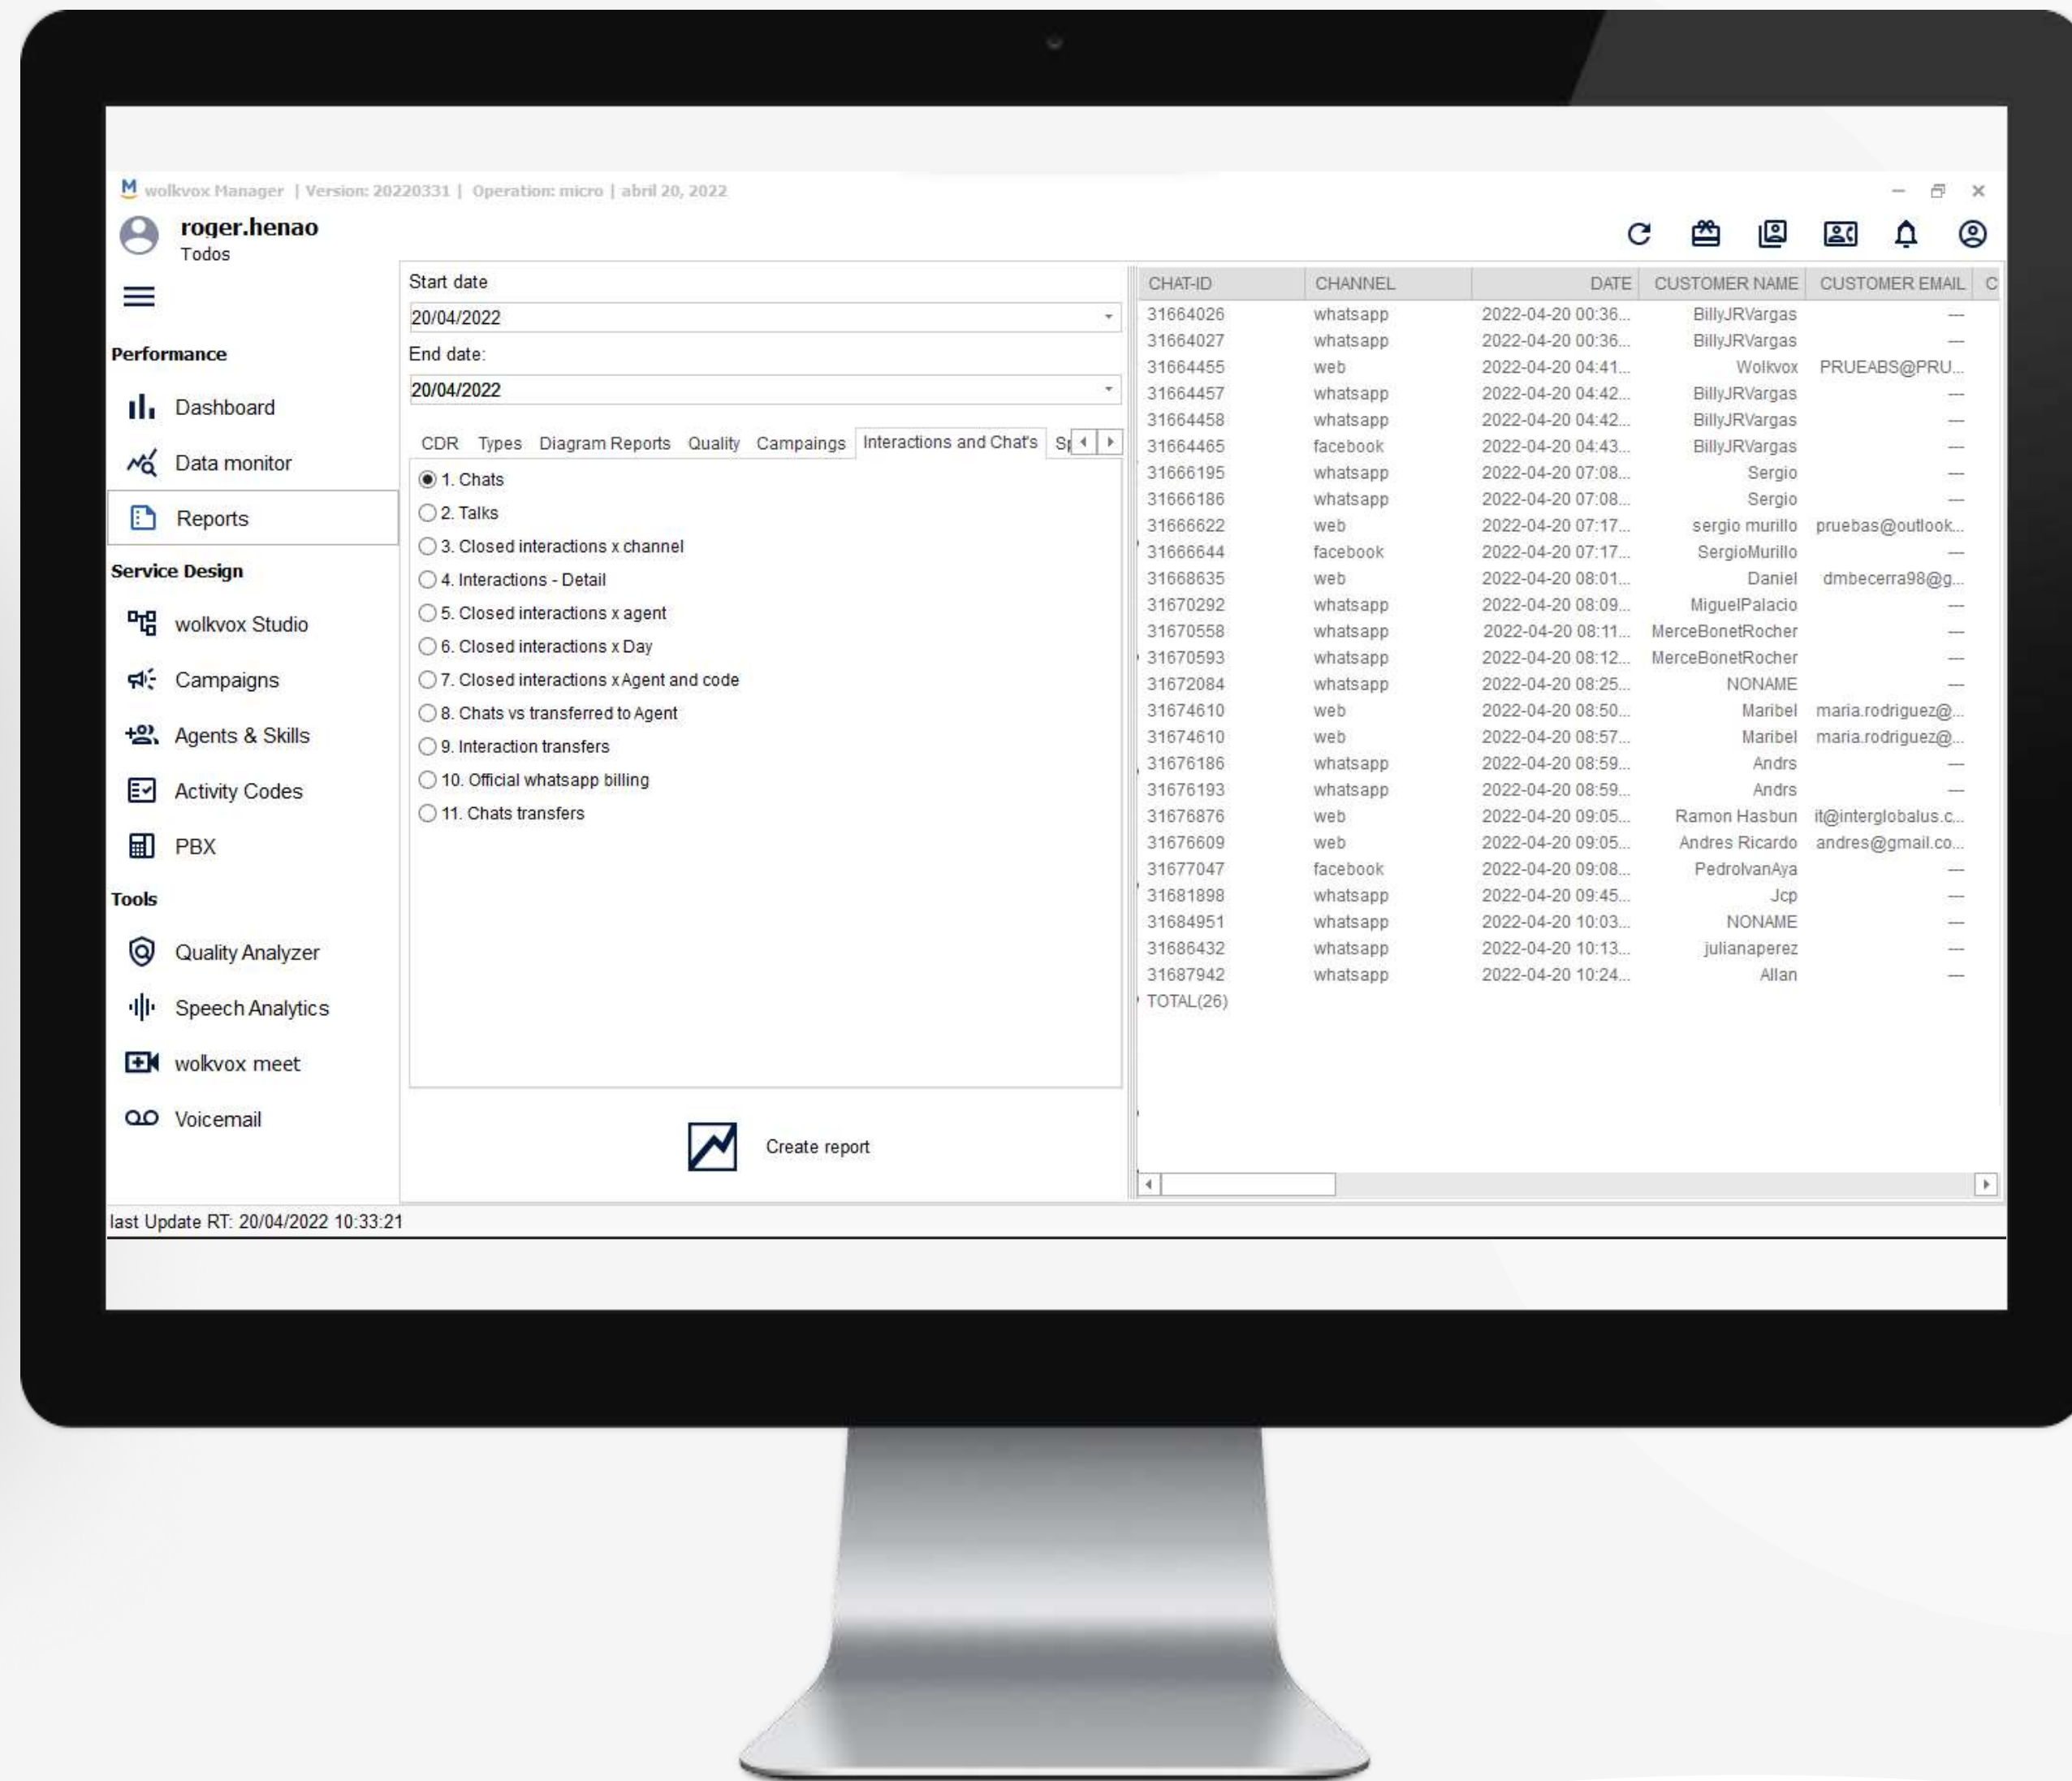 M wolkvox Manager | Version: 20220331 | Operation: micro | abril 20, 2022
roger.henao
Todos
Performance
Dashboard
Data monitor
Reports
Service Design
wolkvox Studio
Campaigns
Agents & Skills
Activity Codes
PBX
Tools
Quality Analyzer
Speech Analytics
wolkvox meet
Voicemail
Start date
20/04/2022
End date:
20/04/2022
CDR Types Diagram Reports Quality Campaings Interactions and Chat's Sp
1. Chats
2. Talks
3. Closed interactions x channel
4. Interactions - Detail
5. Closed interactions x agent
6. Closed interactions x Day
7. Closed interactions x Agent and code
8. Chats vs transferred to Agent
9. Interaction transfers
10. Official whatsapp billing
11. Chats transfers
Create report
CHAT-ID CHANNEL DATE CUSTOMER NAME CUSTOMER EMAIL C
31664026 whatsapp 2022-04-20 00:36... BillyJRVargas ---
31664027 whatsapp 2022-04-20 00:36... BillyJRVargas ---
31664455 web 2022-04-20 04:41... Wolkvox PRUEABS@PRU...
31664457 whatsapp 2022-04-20 04:42... BillyJRVargas ---
31664458 whatsapp 2022-04-20 04:42... BillyJRVargas ---
31664465 facebook 2022-04-20 04:43... BillyJRVargas ---
31666195 whatsapp 2022-04-20 07:08... Sergio ---
31666186 whatsapp 2022-04-20 07:08... Sergio ---
31666622 web 2022-04-20 07:17... sergio murillo pruebas@outlook...
31666644 facebook 2022-04-20 07:17... SergioMurillo ---
31668635 web 2022-04-20 08:01... Daniel dmbecerra98@g...
31670292 whatsapp 2022-04-20 08:09... MiguelPalacio ---
31670558 whatsapp 2022-04-20 08:11... MerceBonetRocher ---
31670593 whatsapp 2022-04-20 08:12... MerceBonetRocher ---
31672084 whatsapp 2022-04-20 08:25... NONAME ---
31674610 web 2022-04-20 08:50... Maribel maria.rodriguez@...
31674610 web 2022-04-20 08:57... Maribel maria.rodriguez@...
31676186 whatsapp 2022-04-20 08:59... Andrs ---
31676193 whatsapp 2022-04-20 08:59... Andrs ---
31676876 web 2022-04-20 09:05... Ramon Hasbun it@interglobalus.c...
31676609 web 2022-04-20 09:05... Andres Ricardo andres@gmail.co...
31677047 facebook 2022-04-20 09:08... PedroIvanAya ---
31681898 whatsapp 2022-04-20 09:45... Jcp ---
31684951 whatsapp 2022-04-20 10:03... NONAME ---
31686432 whatsapp 2022-04-20 10:13... julianaperez ---
31687942 whatsapp 2022-04-20 10:24... Allan ---
TOTAL(26)
last Update RT: 20/04/2022 10:33:21